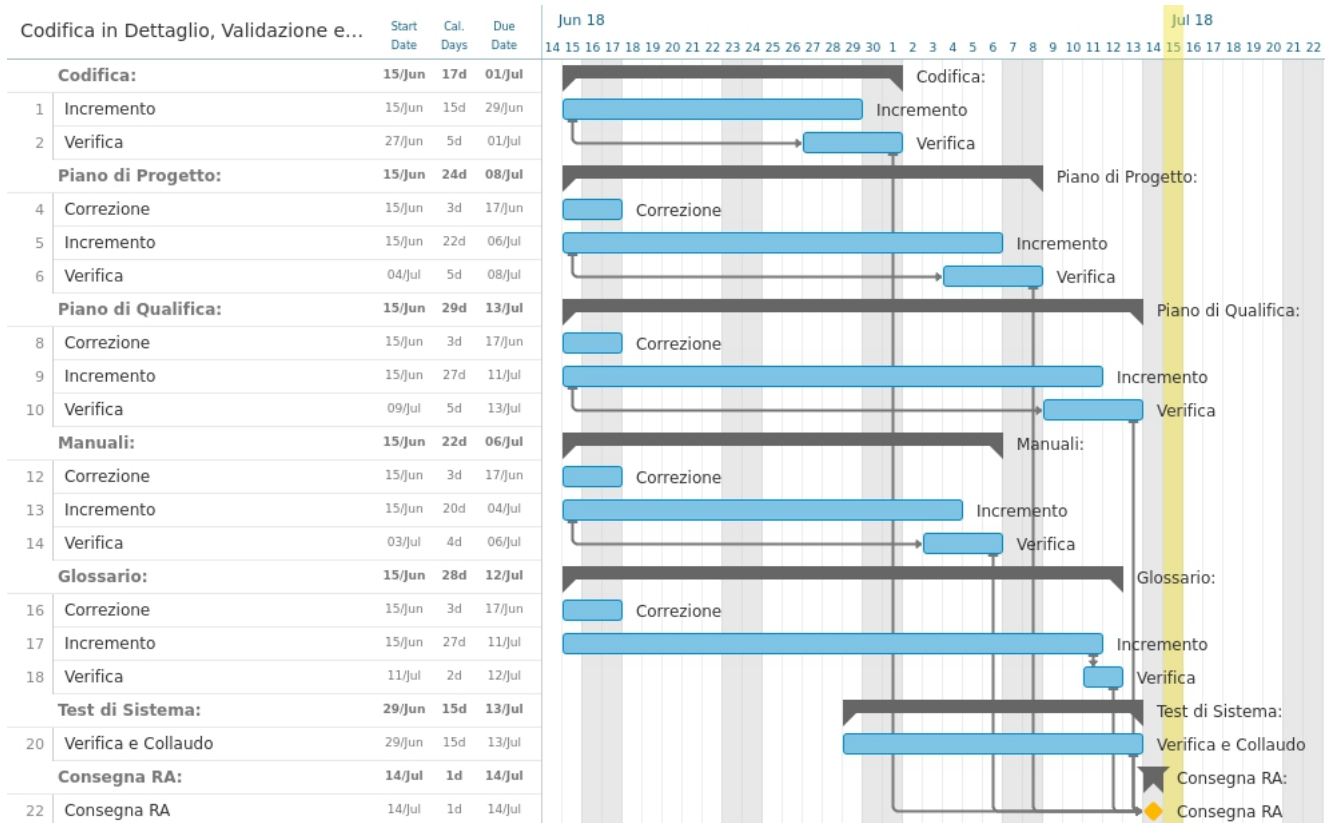 Codifica in Dettaglio, Validazione e... Start Date Cal. Days Due Date Jun 18 Jul 18
14 15 16 17 18 19 20 21 22 23 24 25 26 27 28 29 30 1 2 3 4 5 6 7 8 9 10 11 12 13 14 15 16 17 18 19 20 21 22
Codifica: 15/Jun 17d 01/Jul Codifica:
1 Incremento 15/Jun 15d 29/Jun Incremento
2 Verifica 27/Jun 5d 01/Jul Verifica
Piano di Progetto: 15/Jun 24d 08/Jul Piano di Progetto:
4 Correzione 15/Jun 3d 17/Jun Correzione
5 Incremento 15/Jun 22d 06/Jul Incremento
6 Verifica 04/Jul 5d 08/Jul Verifica
Piano di Qualifica: 15/Jun 29d 13/Jul Piano di Qualifica:
8 Correzione 15/Jun 3d 17/Jun Correzione
9 Incremento 15/Jun 27d 11/Jul Incremento
10 Verifica 09/Jul 5d 13/Jul Verifica
Manuali: 15/Jun 22d 06/Jul Manuali:
12 Correzione 15/Jun 3d 17/Jun Correzione
13 Incremento 15/Jun 20d 04/Jul Incremento
14 Verifica 03/Jul 4d 06/Jul Verifica
Glossario: 15/Jun 28d 12/Jul Glossario:
16 Correzione 15/Jun 3d 17/Jun Correzione
17 Incremento 15/Jun 27d 11/Jul Incremento
18 Verifica 11/Jul 2d 12/Jul Verifica
Test di Sistema: 29/Jun 15d 13/Jul Test di Sistema:
20 Verifica e Collaudo 29/Jun 15d 13/Jul Verifica e Collaudo
Consegna RA: 14/Jul 1d 14/Jul Consegna RA:
22 Consegna RA 14/Jul 1d 14/Jul Consegna RA